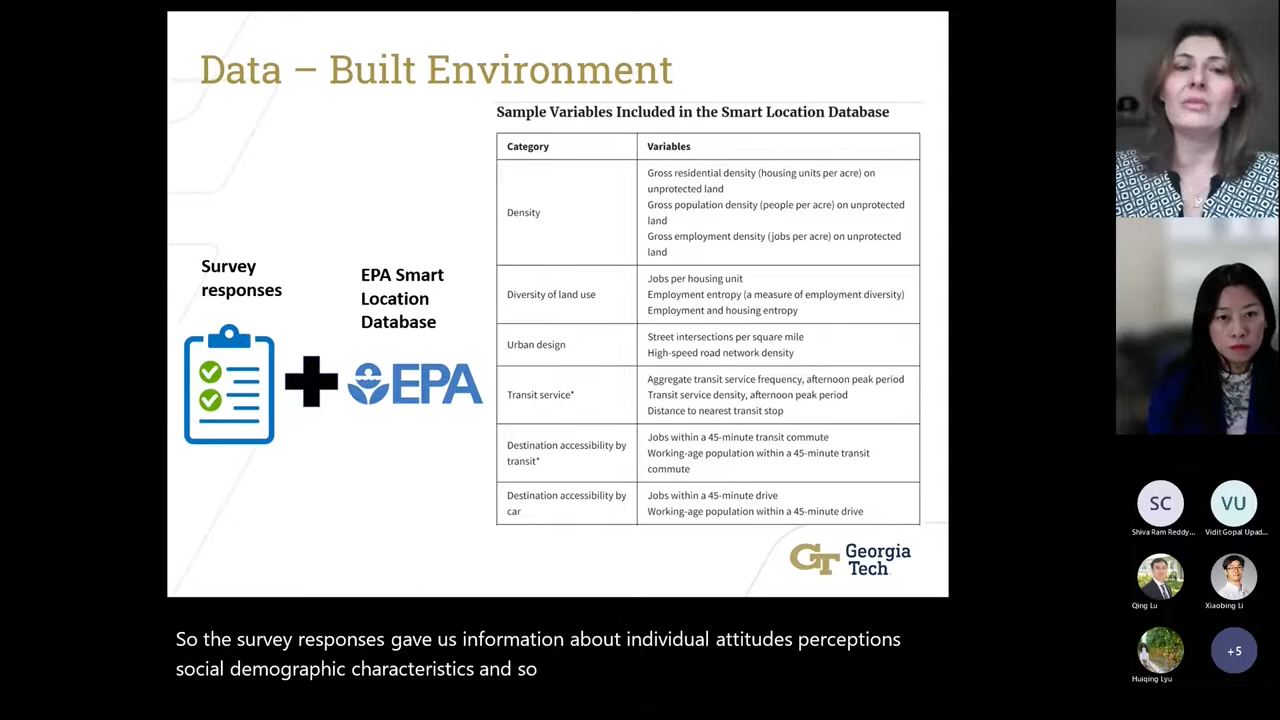 Data – Built Environment
Sample Variables Included in the Smart Location Database
Category
Variables
Density
Gross residential density (housing units per acre) on
unprotected land
Gross population density (people per acre) on unprotected
land
Gross employment density (jobs per acre) on unprotected
land
Diversity of land use
Jobs per housing unit
Employment entropy (a measure of employment diversity)
Employment and housing entropy
Urban design
Street intersections per square mile
High-speed road network density
Transit service*
Aggregate transit service frequency, afternoon peak period
Transit service density, afternoon peak period
Distance to nearest transit stop
Destination accessibility by
transit*
Jobs within a 45-minute transit commute
Working-age population within a 45-minute transit
commute
Destination accessibility by
car
Jobs within a 45-minute drive
Working-age population within a 45-minute drive
Survey
responses
EPA Smart
Location
Database
EPA
GT
Georgia
Tech
So the survey responses gave us information about individual attitudes perceptions
social demographic characteristics and so
SC
VU
Shiva Ram Reddy...
Vidit Gopal Upad...
Qing Lu
Xiaobing Li
Huiqing Lyu
+5